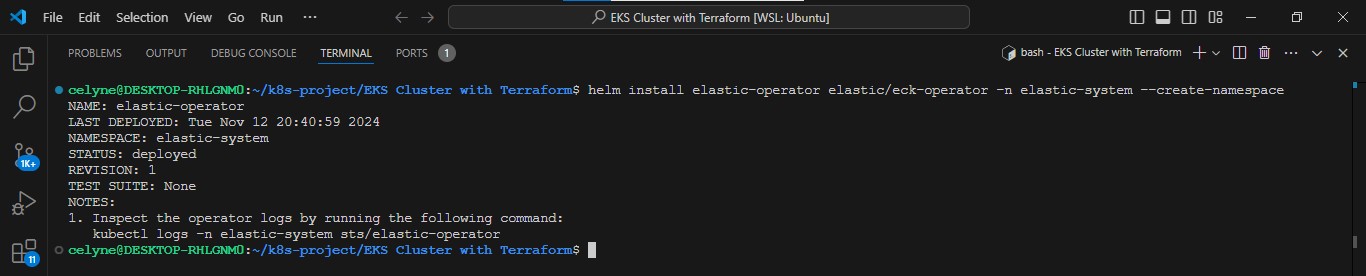 File Edit Selection View Go Run ··· EKS Cluster with Terraform [WSL: Ubuntu]
PROBLEMS OUTPUT DEBUG CONSOLE TERMINAL PORTS 1 bash - EKS Cluster with Terraform
celyne@DESKTOP-RHLGNM0:~/k8s-project/EKS Cluster with Terraform$ helm install elastic-operator elastic/eck-operator -n elastic-system --create-namespace
NAME: elastic-operator
LAST DEPLOYED: Tue Nov 12 20:40:59 2024
NAMESPACE: elastic-system
STATUS: deployed
REVISION: 1
TEST SUITE: None
NOTES:
1. Inspect the operator logs by running the following command:
kubectl logs -n elastic-system sts/elastic-operator
celyne@DESKTOP-RHLGNM0:~/k8s-project/EKS Cluster with Terraform$
1K+
11